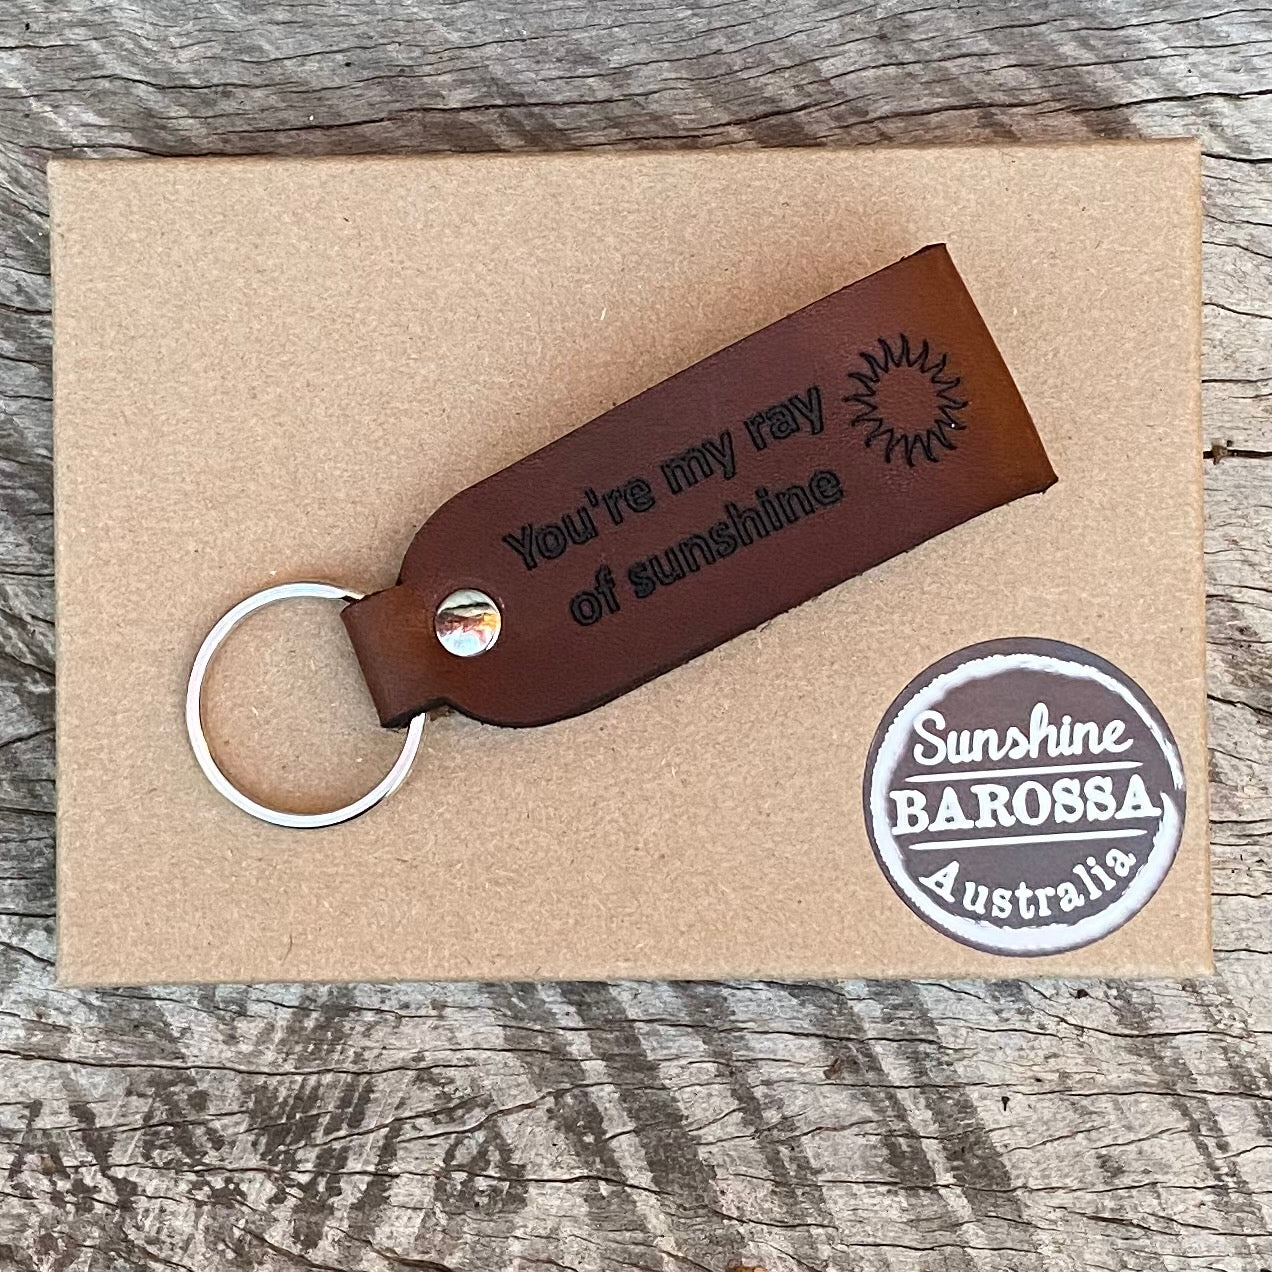 You're my ray
of sunshine
Sunshine
BAROSSA
Australia